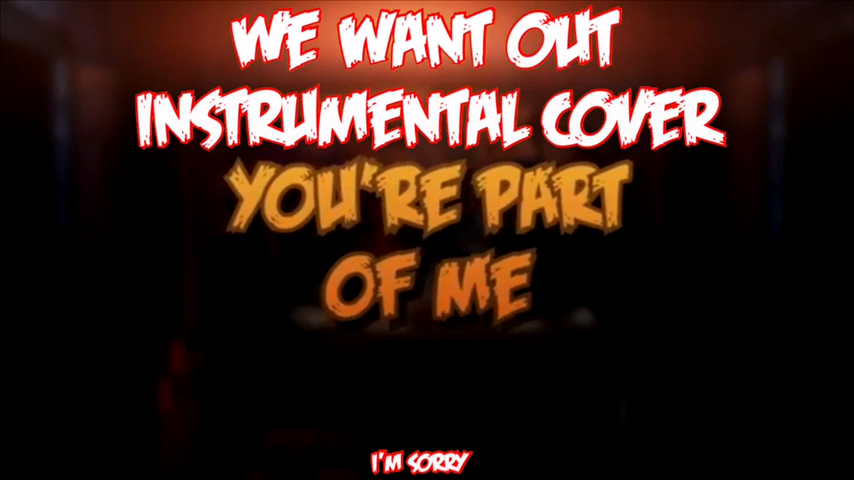 WE WANT OUT
INSTRUMENTAL COVER
YOU'RE PART
OF ME
I'M SORRY